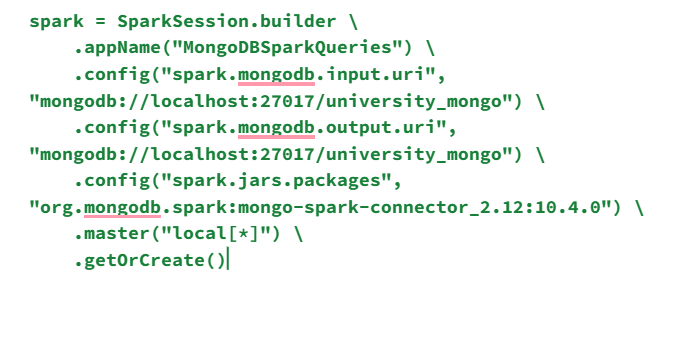 spark = SparkSession.builder \
    .appName("MongoDBSparkQueries") \
    .config("spark.mongodb.input.uri",
"mongodb://localhost:27017/university_mongo") \
    .config("spark.mongodb.output.uri",
"mongodb://localhost:27017/university_mongo") \
    .config("spark.jars.packages",
"org.mongodb.spark:mongo-spark-connector_2.12:10.4.0") \
    .master("local[*]") \
    .getOrCreate()